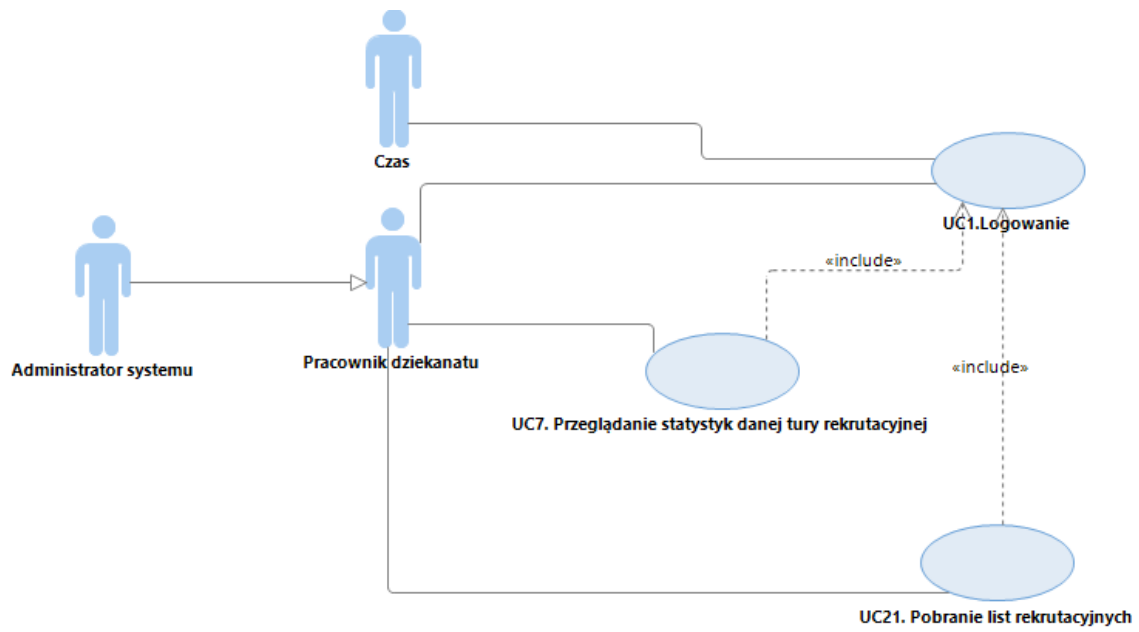 Czas
UC1.Logowanie
«include»
Pracownik dziekanatu
Administrator systemu
«include»
UC7. Przeglądanie statystyk danej tury rekrutacyjnej
UC21. Pobranie list rekrutacyjnych